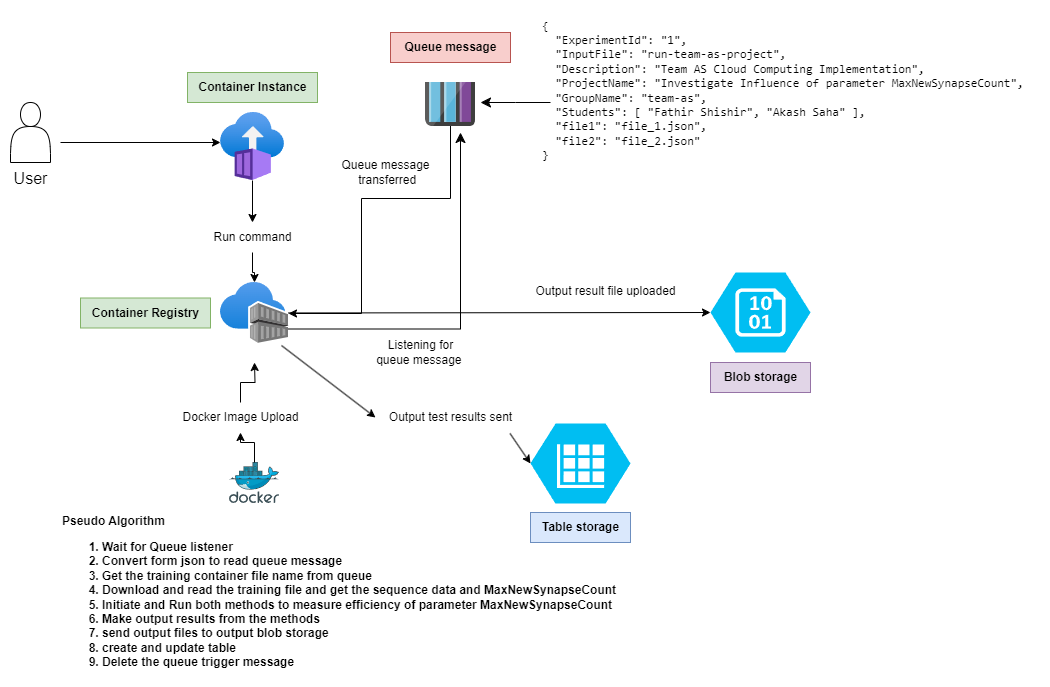 Queue message
{
"ExperimentId": "1",
"InputFile": "run-team-as-project",
"Description": "Team AS Cloud Computing Implementation",
"ProjectName": "Investigate Influence of parameter MaxNewSynapseCount",
"GroupName": "team-as",
"Students": [ "Fathir Shishir", "Akash Saha" ],
"file1": "file_1.json",
"file2": "file_2.json"
}
Container Instance
User
Queue message
transferred
Run command
Container Registry
Output result file uploaded
10
01
Listening for
queue message
Blob storage
Docker Image Upload
Output test results sent
docker
Table storage
Pseudo Algorithm
1. Wait for Queue listener
2. Convert form json to read queue message
3. Get the training container file name from queue
4. Download and read the training file and get the sequence data and MaxNewSynapseCount
5. Initiate and Run both methods to measure efficiency of parameter MaxNewSynapseCount
6. Make output results from the methods
7. send output files to output blob storage
8. create and update table
9. Delete the queue trigger message